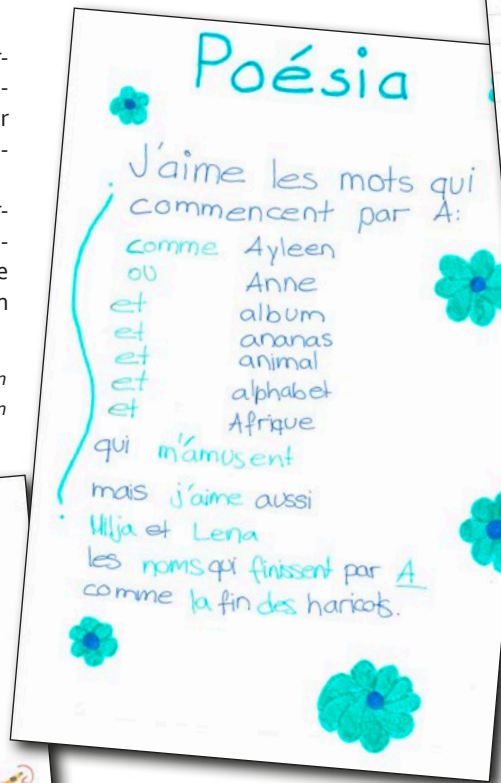 Poésia
J'aime les mots qui
commencent par A:
comme Ayleen
ou Anne
et album
et ananas
et animal
et alphabet
et Afrique
qui m'amusent
mais j'aime aussi
et Lena
les noms qui finissent par A
comme la fin des haricots.